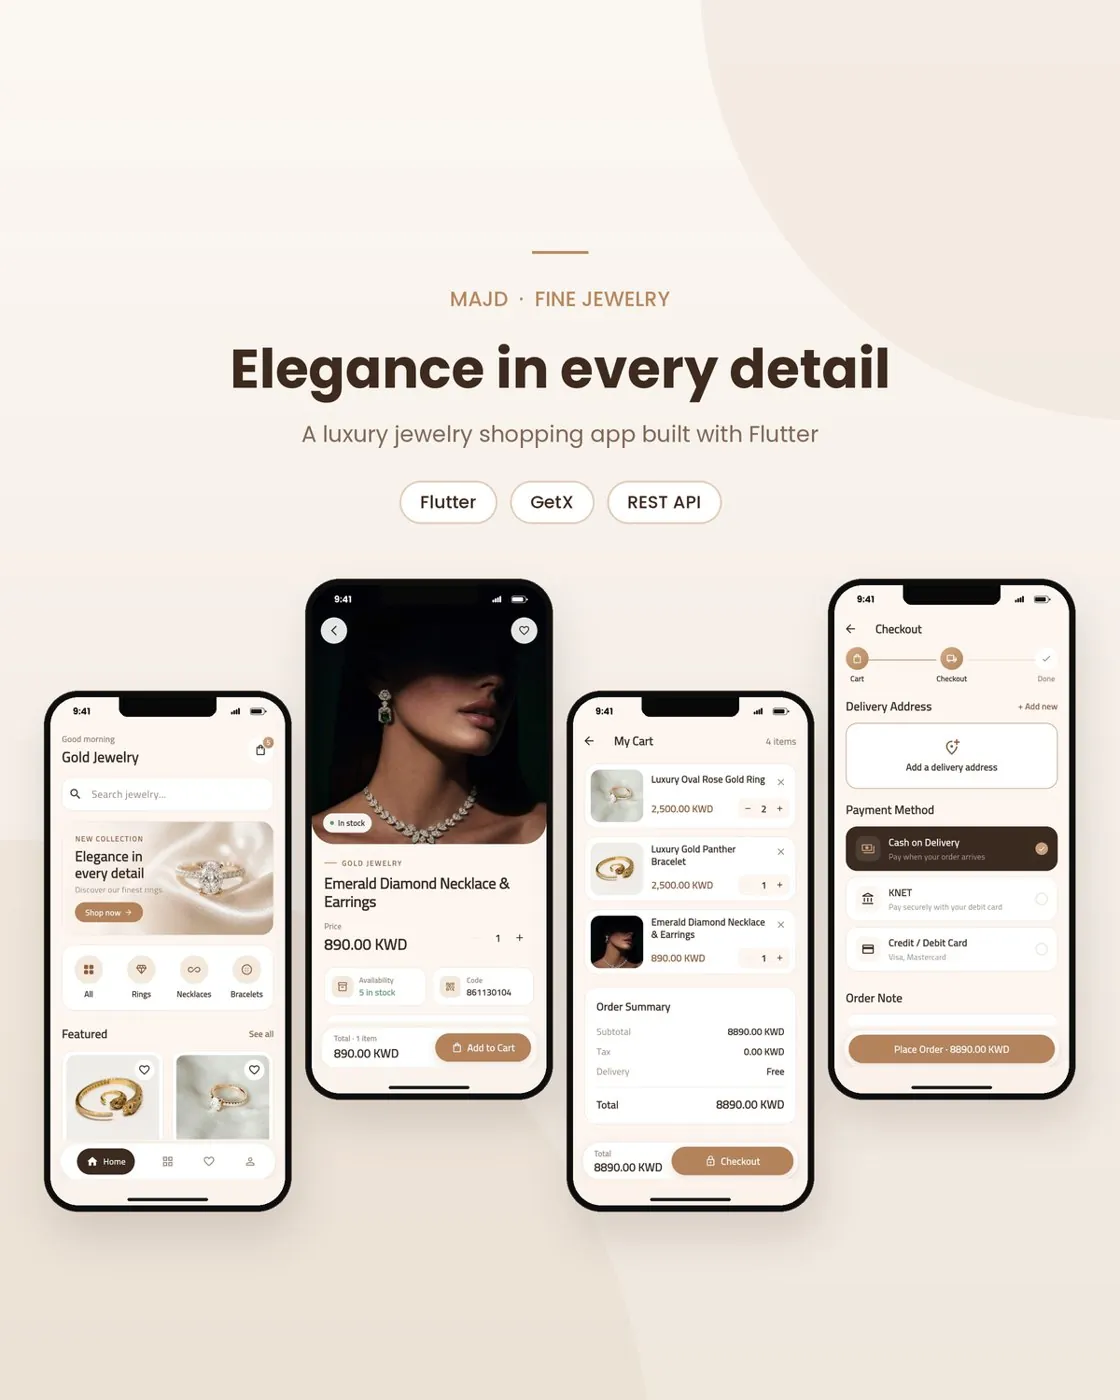 MAJD · FINE JEWELRY
Elegance in every detail
A luxury jewelry shopping app built with Flutter
Flutter
GetX
REST API
9:41
Good morning
Gold Jewelry
5
Search jewelry...
NEW COLLECTION
Elegance in
every detail
Discover our finest rings
Shop now
All
Rings
Necklaces
Bracelets
Featured
See all
Home
9:41
In stock
GOLD JEWELRY
Emerald Diamond Necklace &
Earrings
Price
890.00 KWD
1 +
Availability
5 in stock
Code
861130104
Total · 1 item
890.00 KWD
Add to Cart
9:41
My Cart
4 items
Luxury Oval Rose Gold Ring
2,500.00 KWD
− 2 +
Luxury Gold Panther
Bracelet
2,500.00 KWD
1 +
Emerald Diamond Necklace
& Earrings
890.00 KWD
1 +
Order Summary
Subtotal 8890.00 KWD
Tax 0.00 KWD
Delivery Free
Total 8890.00 KWD
Total
8890.00 KWD
Checkout
9:41
Checkout
Cart
Checkout
Done
Delivery Address
+ Add new
Add a delivery address
Payment Method
Cash on Delivery
Pay when your order arrives
KNET
Pay securely with your debit card
Credit / Debit Card
Visa, Mastercard
Order Note
Place Order · 8890.00 KWD